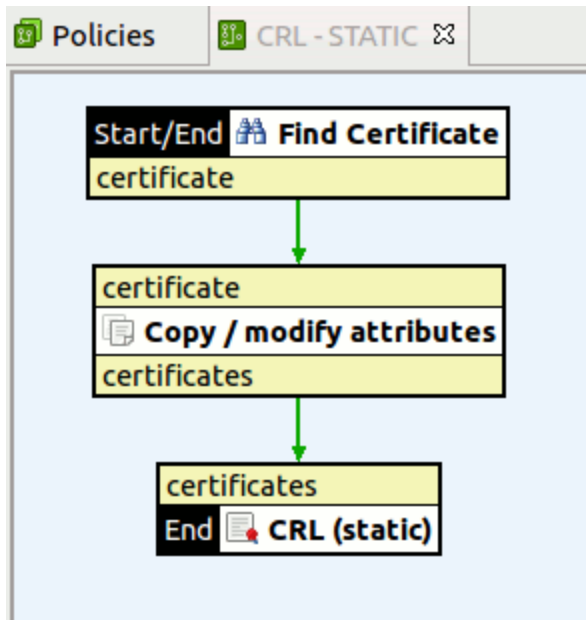 Policies CRL - STATIC
Start/End Find Certificate
certificate
certificate
Copy / modify attributes
certificates
certificates
End CRL (static)